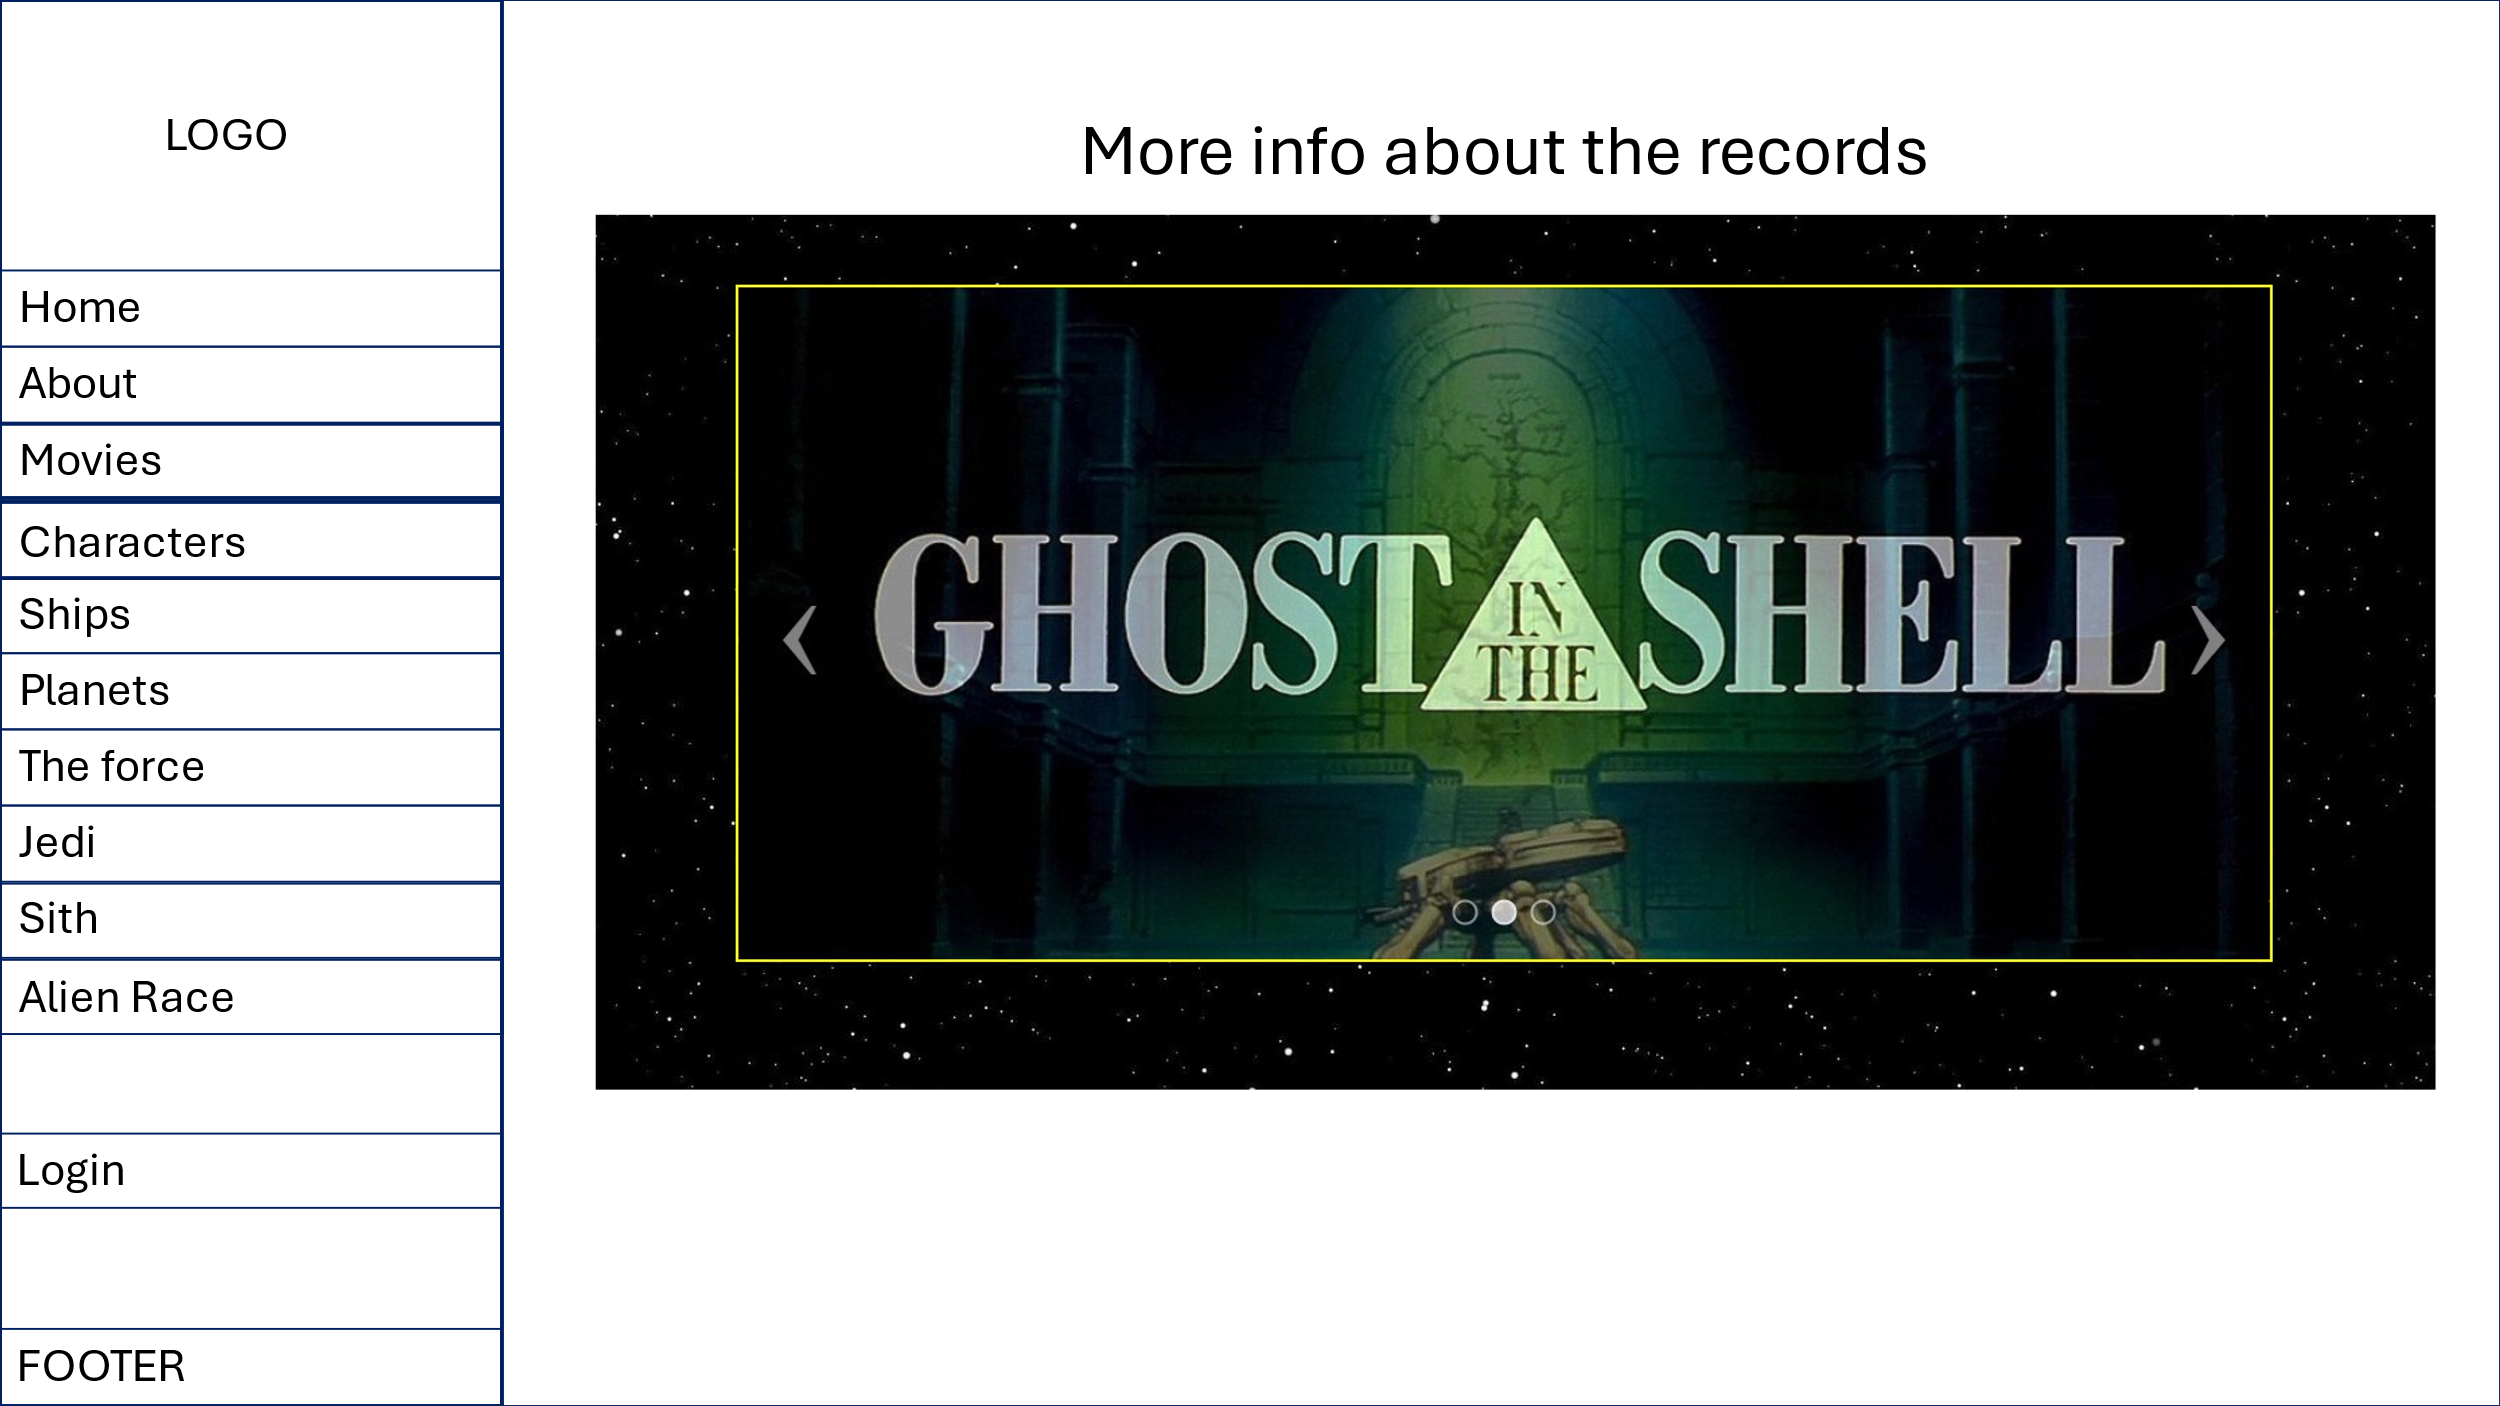 LOGO
Home
About
Movies
Characters
Ships
Planets
The force
Jedi
Sith
Alien Race
Login
FOOTER
More info about the records
GHOST IN THE SHELL